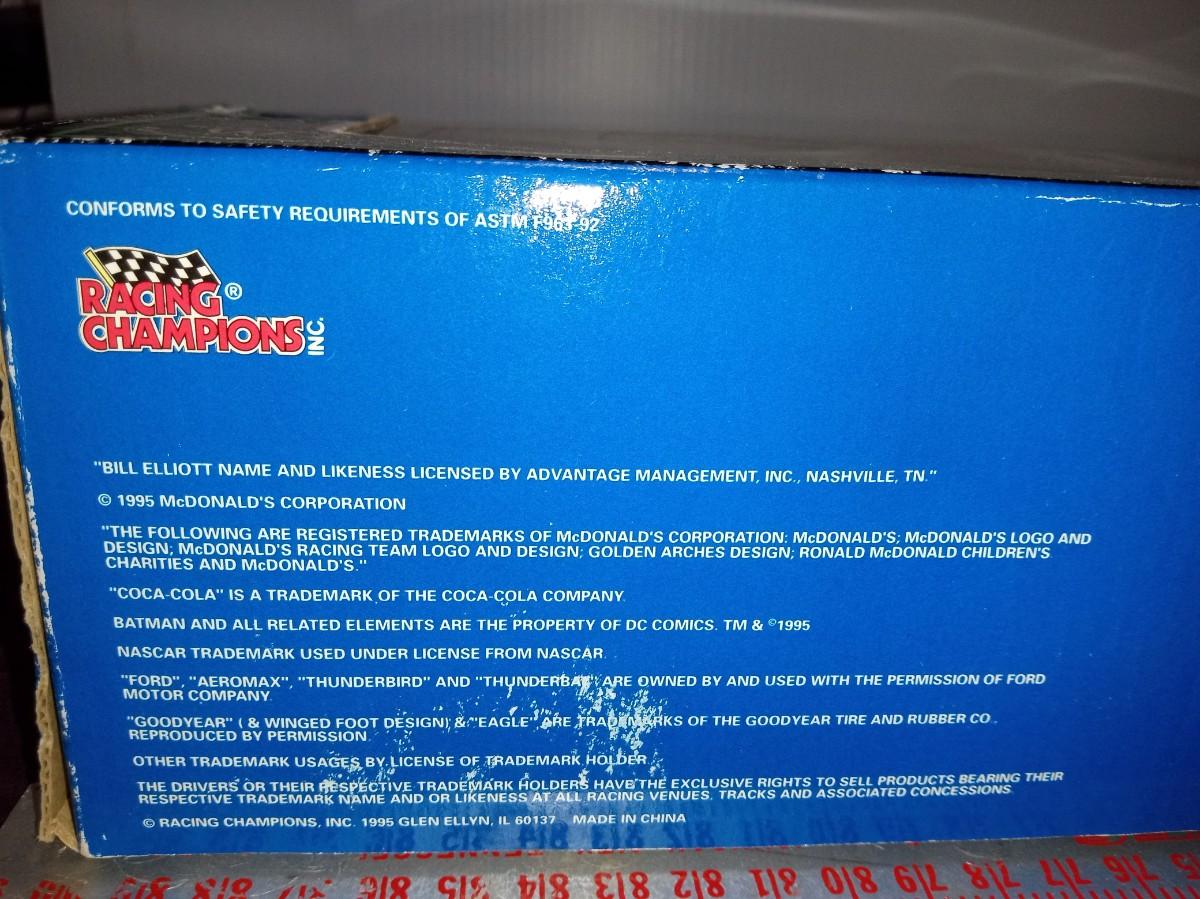 CONFORMS TO SAFETY REQUIREMENTS OF ASTM F963-92
RACING ®
CHAMPIONS INC.
"BILL ELLIOTT NAME AND LIKENESS LICENSED BY ADVANTAGE MANAGEMENT, INC., NASHVILLE, TN."
© 1995 McDONALD'S CORPORATION
"THE FOLLOWING ARE REGISTERED TRADEMARKS OF McDONALD'S CORPORATION: McDONALD'S; McDONALD'S LOGO AND
DESIGN; McDONALD'S RACING TEAM LOGO AND DESIGN; GOLDEN ARCHES DESIGN; RONALD McDONALD CHILDREN'S
CHARITIES AND McDONALD'S."
"COCA-COLA" IS A TRADEMARK OF THE COCA-COLA COMPANY.
BATMAN AND ALL RELATED ELEMENTS ARE THE PROPERTY OF DC COMICS. TM & ©1995
NASCAR TRADEMARK USED UNDER LICENSE FROM NASCAR.
"FORD", "AEROMAX", "THUNDERBIRD" AND "THUNDERBAT" ARE OWNED BY AND USED WITH THE PERMISSION OF FORD
MOTOR COMPANY.
"GOODYEAR" ( & WINGED FOOT DESIGN) & "EAGLE" ARE TRADEMARKS OF THE GOODYEAR TIRE AND RUBBER CO.
REPRODUCED BY PERMISSION.
OTHER TRADEMARK USAGES BY LICENSE OF TRADEMARK HOLDER.
THE DRIVERS OR THEIR RESPECTIVE TRADEMARK HOLDERS HAVE THE EXCLUSIVE RIGHTS TO SELL PRODUCTS BEARING THEIR
RESPECTIVE TRADEMARK NAME AND OR LIKENESS AT ALL RACING VENUES, TRACKS AND ASSOCIATED CONCESSIONS.
© RACING CHAMPIONS, INC. 1995 GLEN ELLYN, IL 60137 MADE IN CHINA